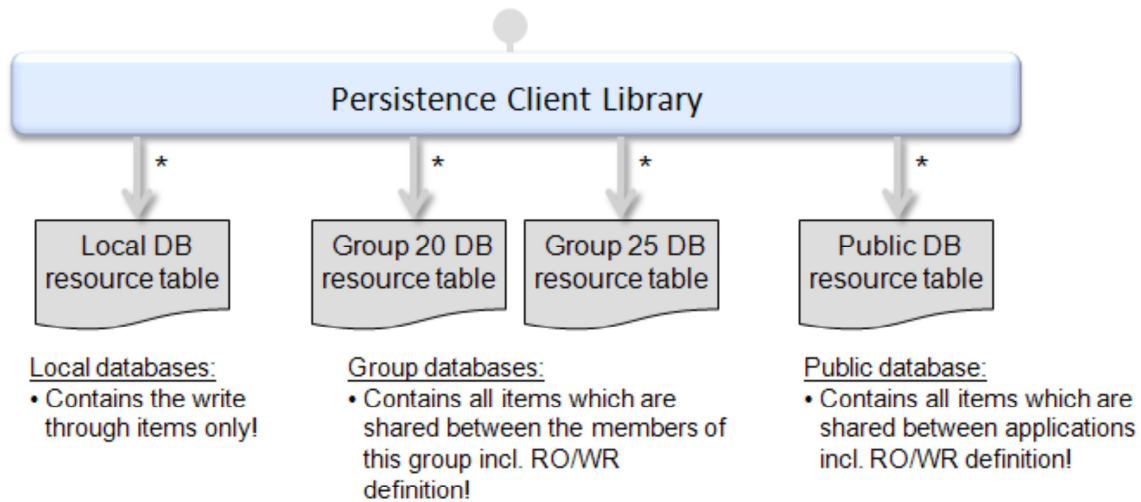 Persistence Client Library
*
*
*
*
Local DB
resource table
Group 20 DB
resource table
Group 25 DB
resource table
Public DB
resource table
Local databases:
• Contains the write
through items only!
Group databases:
• Contains all items which are
shared between the members of
this group incl. RO/WR
definition!
Public database:
• Contains all items which are
shared between applications
incl. RO/WR definition!